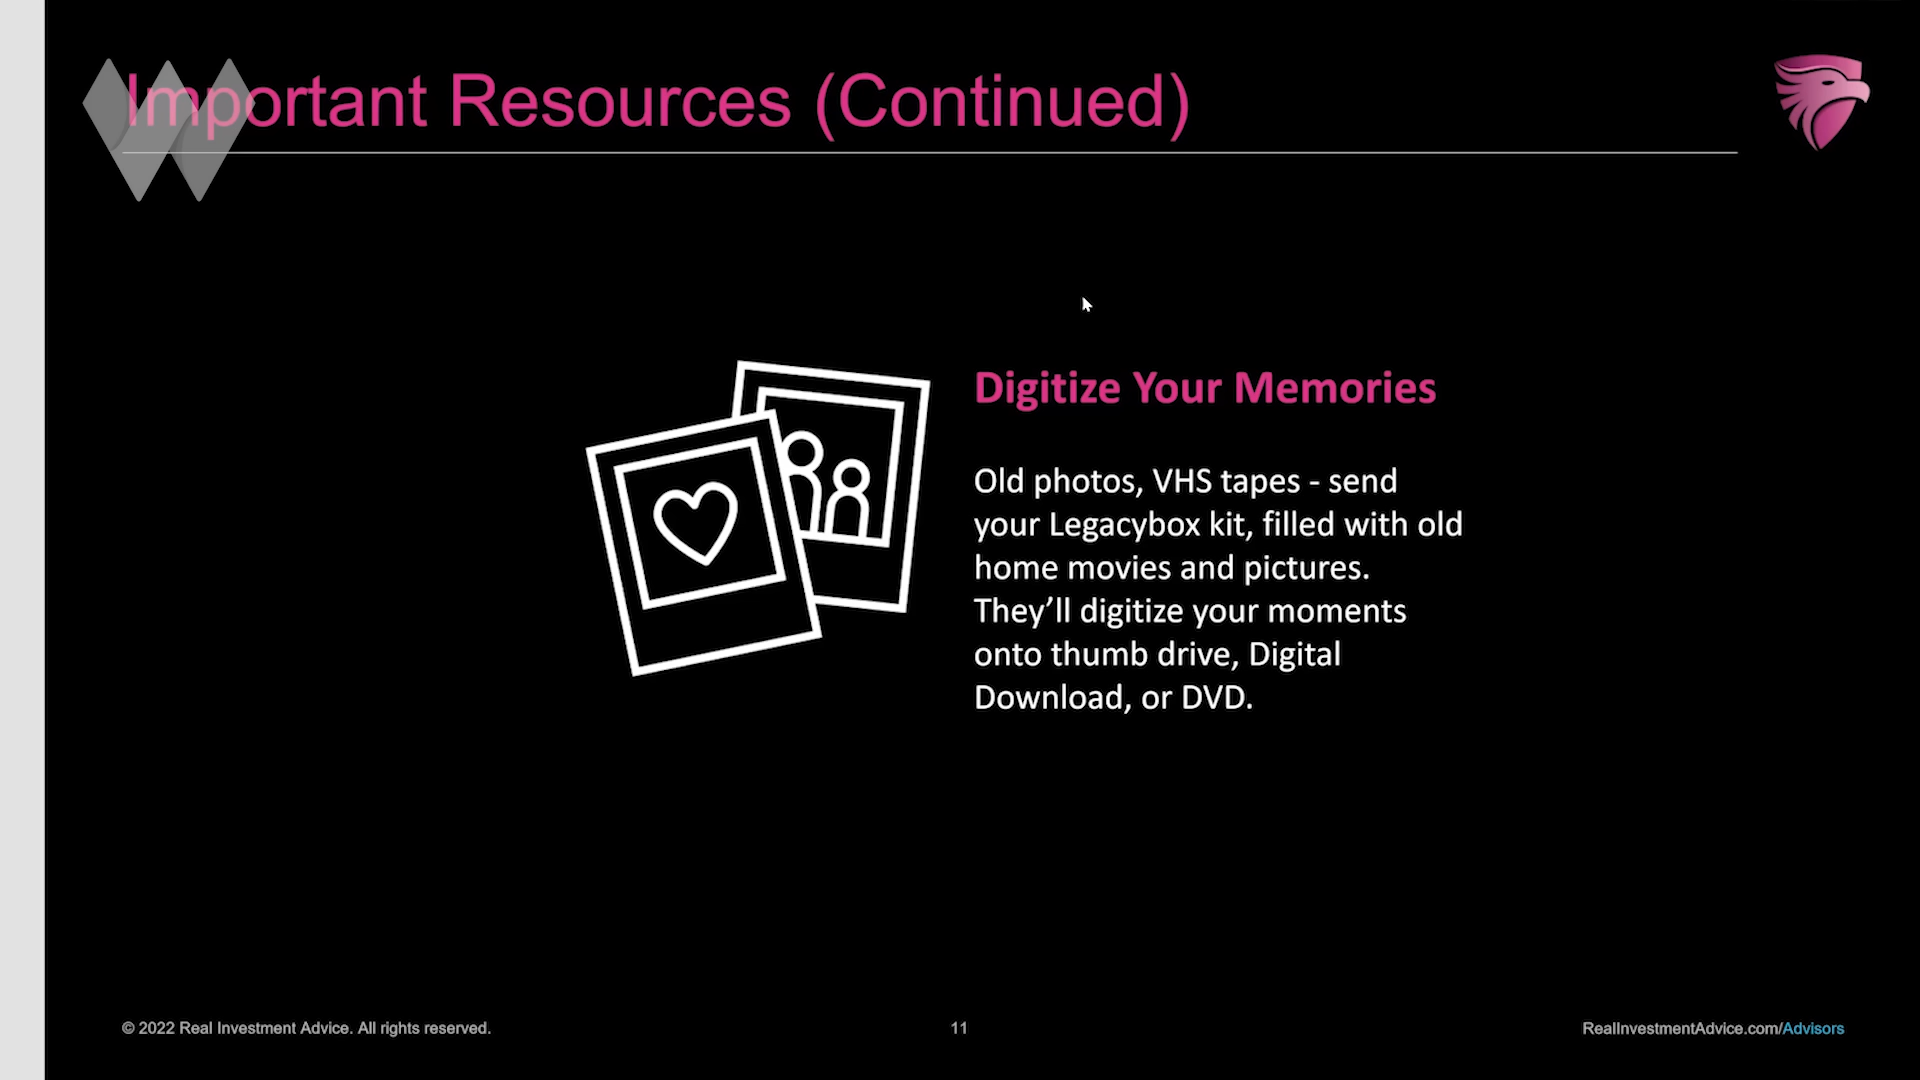 Important Resources (Continued)
Digitize Your Memories
Old photos, VHS tapes - send
your Legacybox kit, filled with old
home movies and pictures.
They’ll digitize your moments
onto thumb drive, Digital
Download, or DVD.
© 2022 Real Investment Advice. All rights reserved.
11
RealInvestmentAdvice.com/Advisors